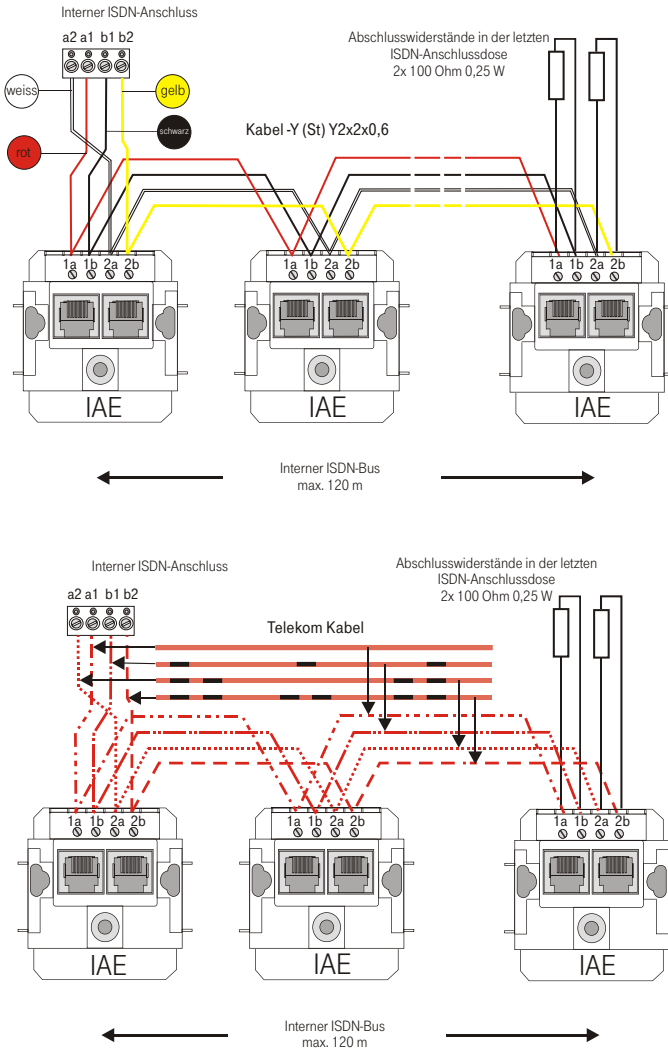 Interner ISDN-Anschluss
a2 a1 b1 b2
Abschlusswiderstände in der letzten
ISDN-Anschlussdose
2x 100 Ohm 0,25 W
weiss
gelb
schwarz
rot
Kabel -Y (St) Y2x2x0,6
1a 1b 2a 2b
1a 1b 2a 2b
1a 1b 2a 2b
IAE
IAE
IAE
Interner ISDN-Bus
max. 120 m
Interner ISDN-Anschluss
a2 a1 b1 b2
Abschlusswiderstände in der letzten
ISDN-Anschlussdose
2x 100 Ohm 0,25 W
Telekom Kabel
1a 1b 2a 2b
1a 1b 2a 2b
1a 1b 2a 2b
IAE
IAE
IAE
Interner ISDN-Bus
max. 120 m